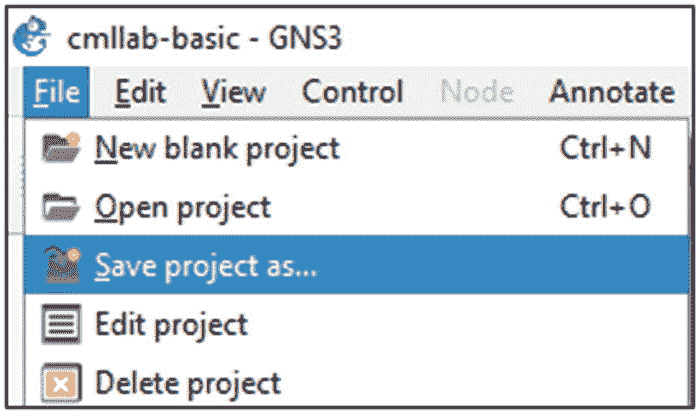 cmllab-basic - GNS3
File Edit View Control Node Annotate
New blank project Ctrl+N
Open project Ctrl+O
Save project as...
Edit project
Delete project